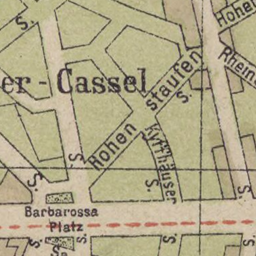 Hohen
Rhein
er-Cassel.
Hohen staufen S.
Kyffhäuser S.
Barbarossa
Platz
S.
S.
S.
S.
S.
S.
S.
S.